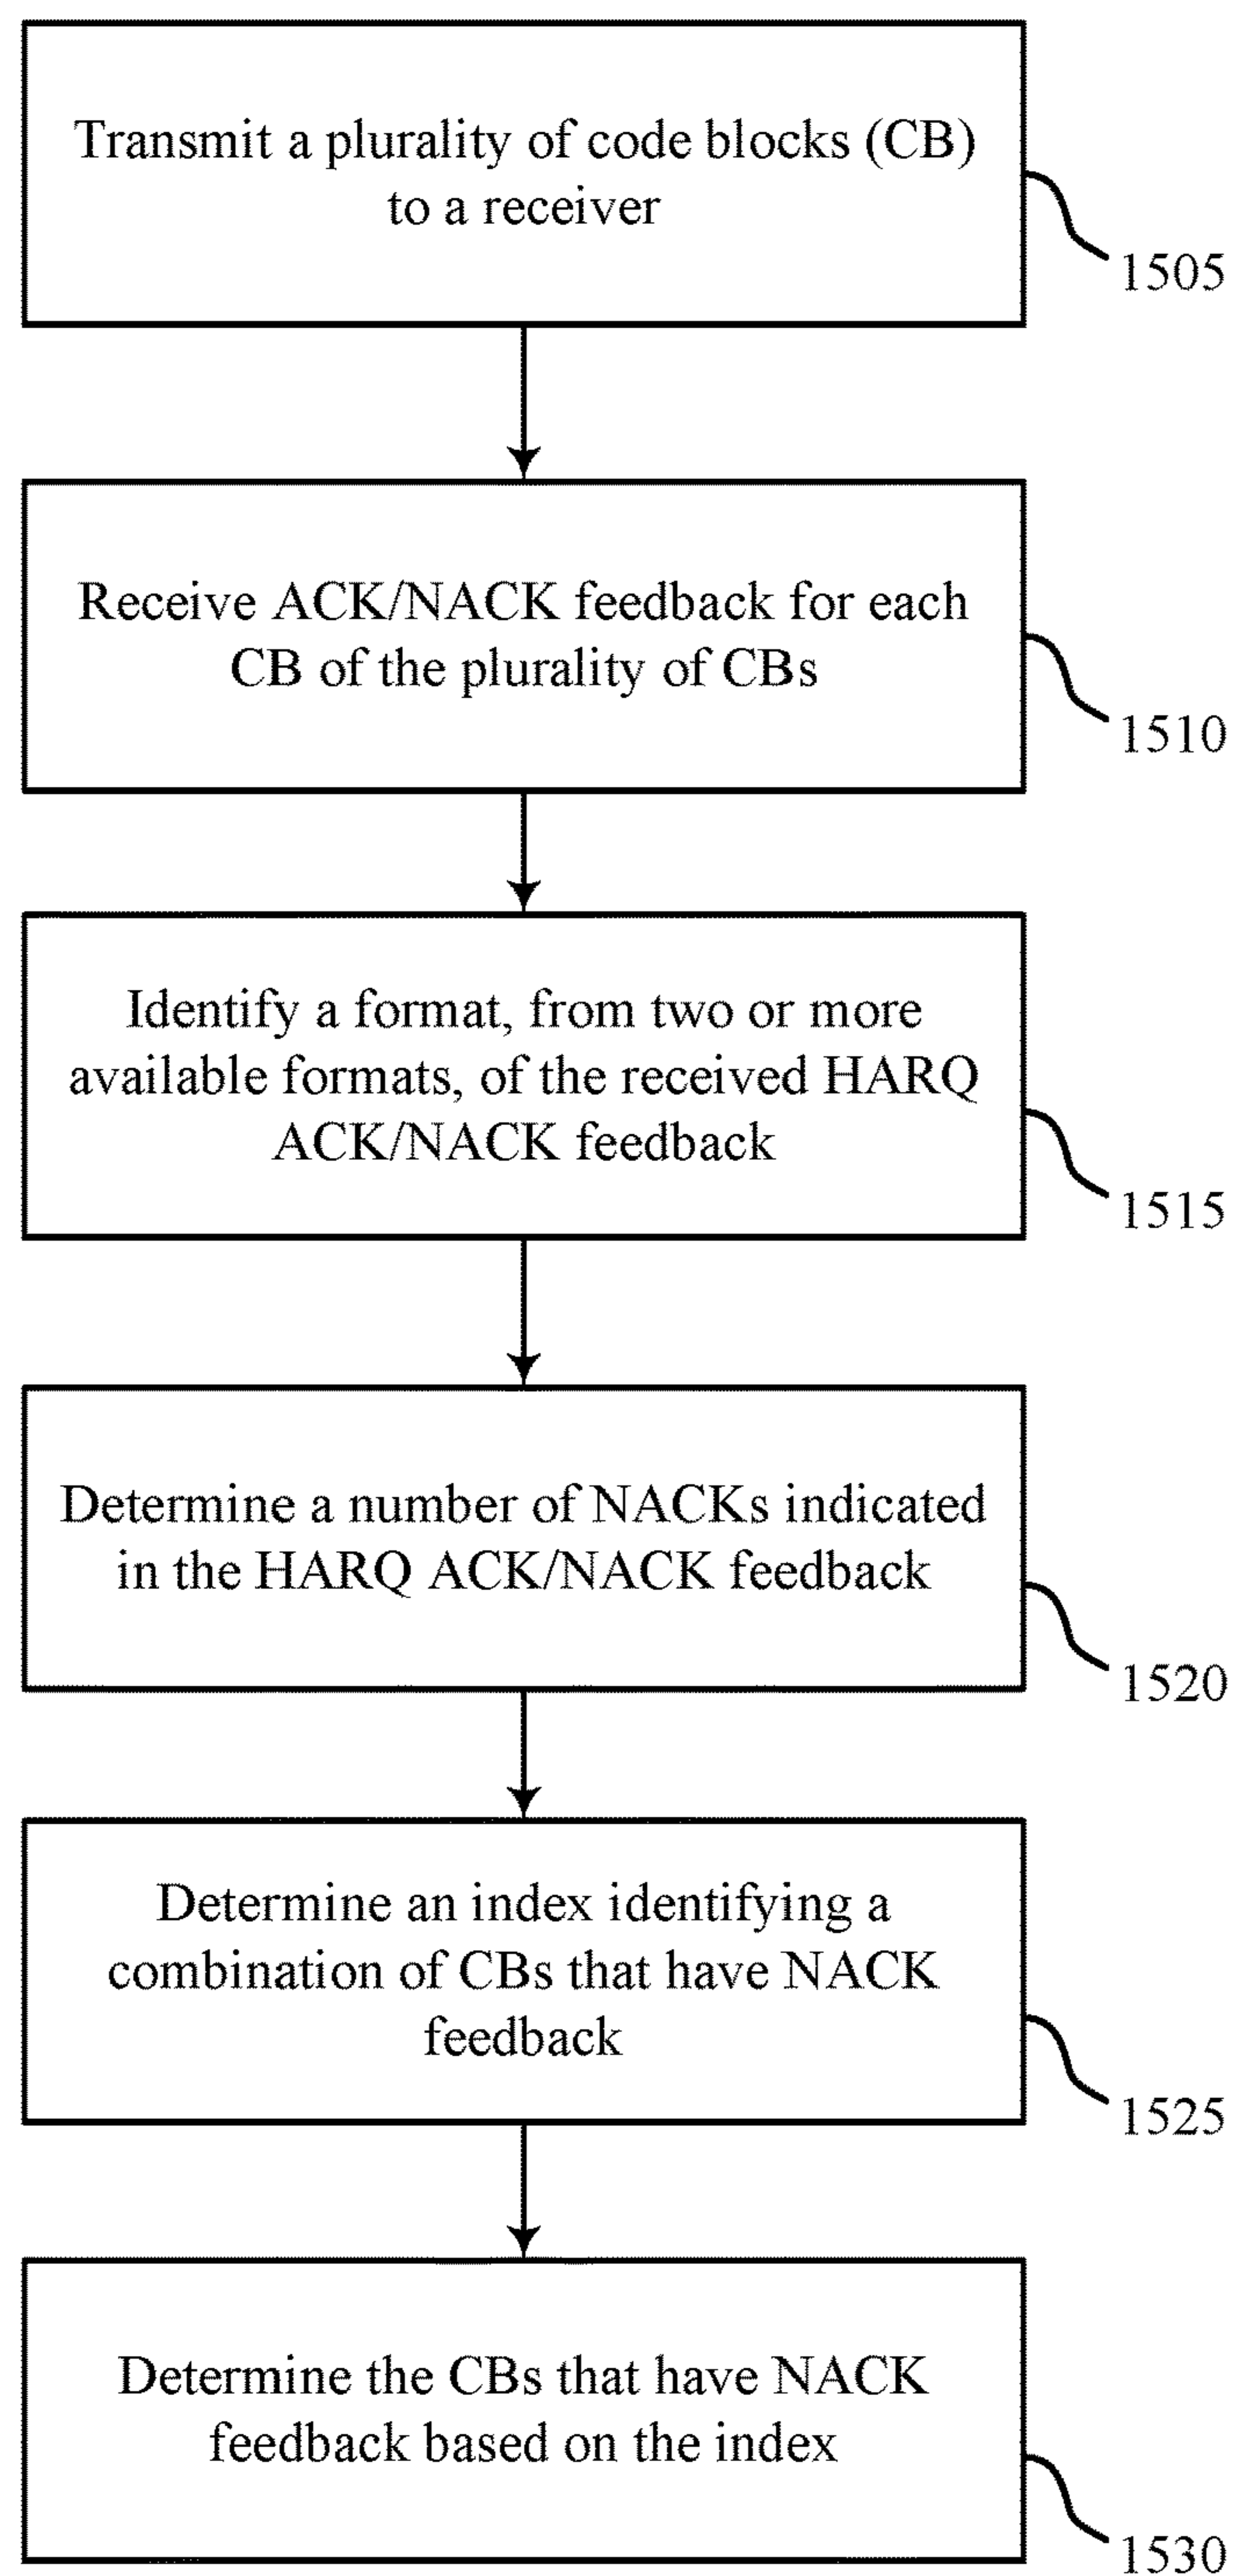 Transmit a plurality of code blocks (CB)
to a receiver
1505
Receive ACK/NACK feedback for each
CB of the plurality of CBs
1510
Identify a format, from two or more
available formats, of the received HARQ
ACK/NACK feedback
1515
Determine a number of NACKs indicated
in the HARQ ACK/NACK feedback
1520
Determine an index identifying a
combination of CBs that have NACK
feedback
1525
Determine the CBs that have NACK
feedback based on the index
1530